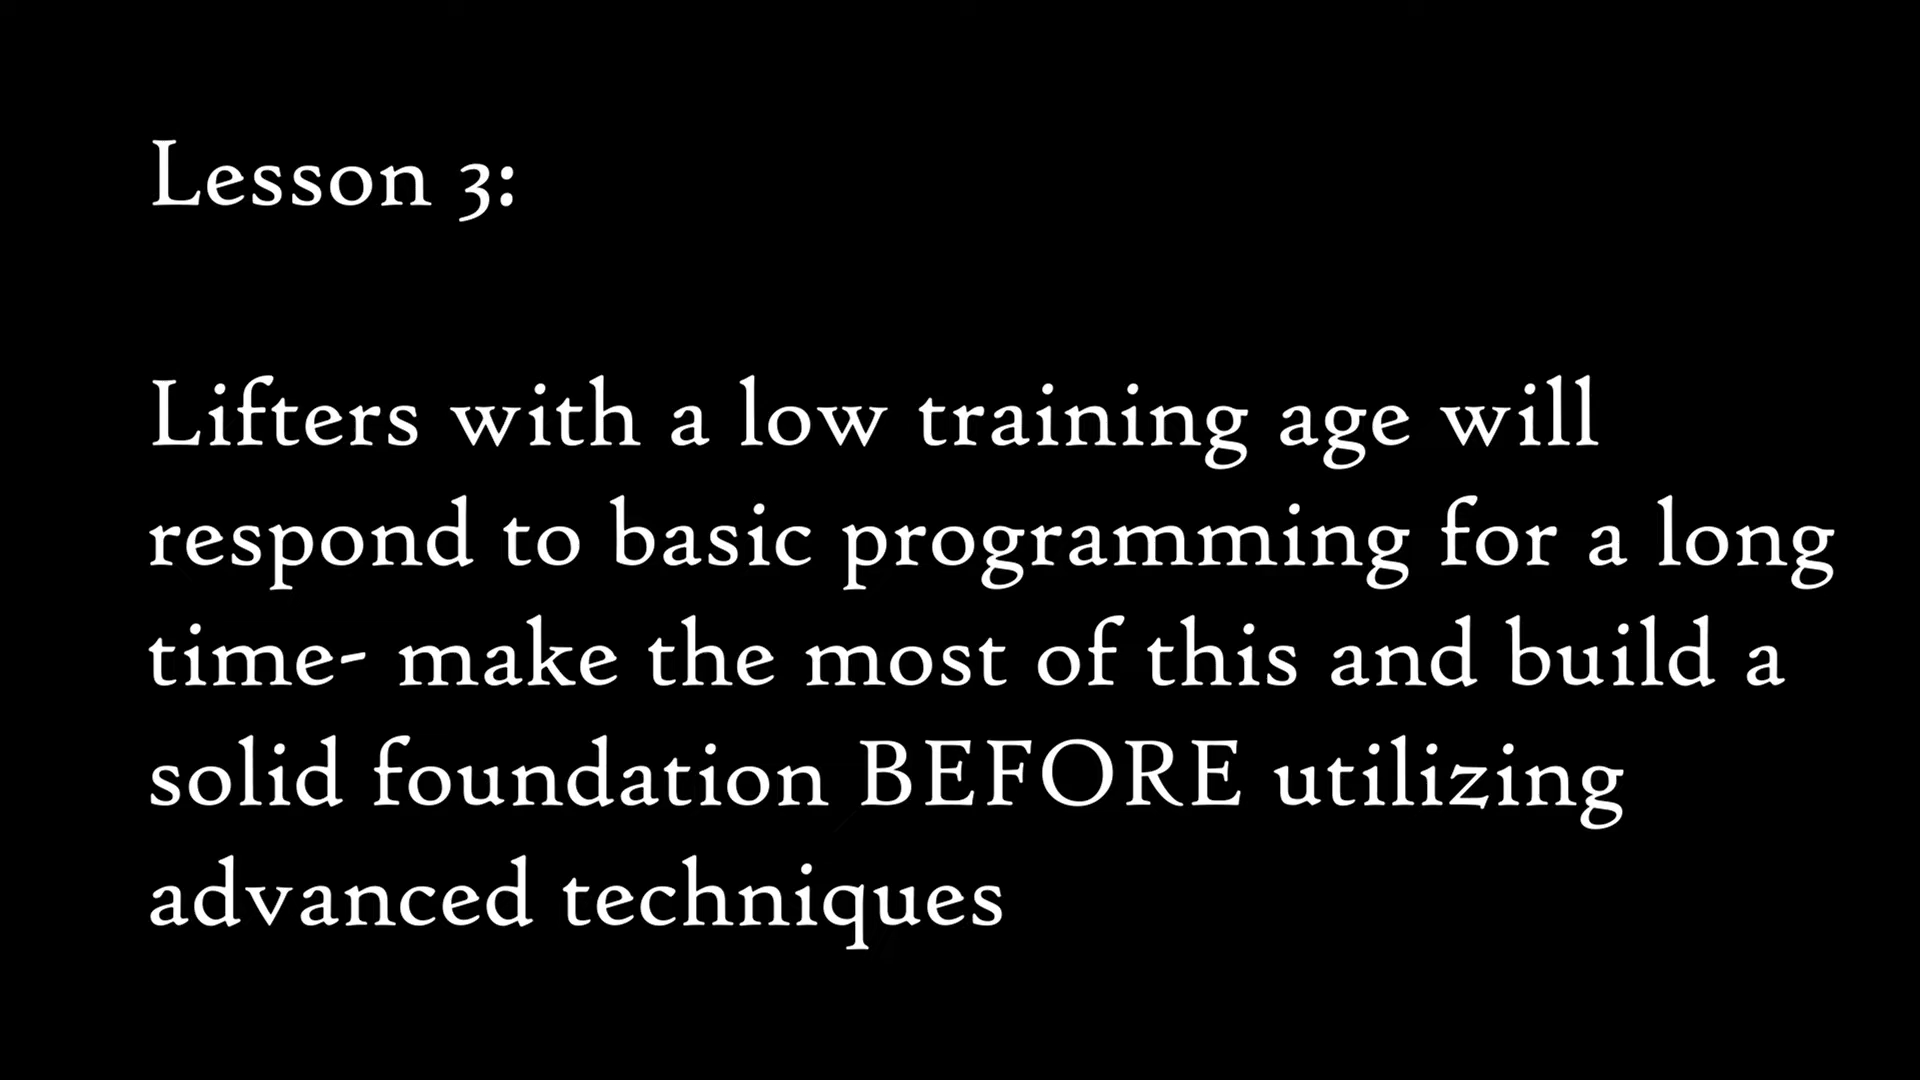 Lesson 3:
Lifters with a low training age will
respond to basic programming for a long
time- make the most of this and build a
solid foundation BEFORE utilizing
advanced techniques